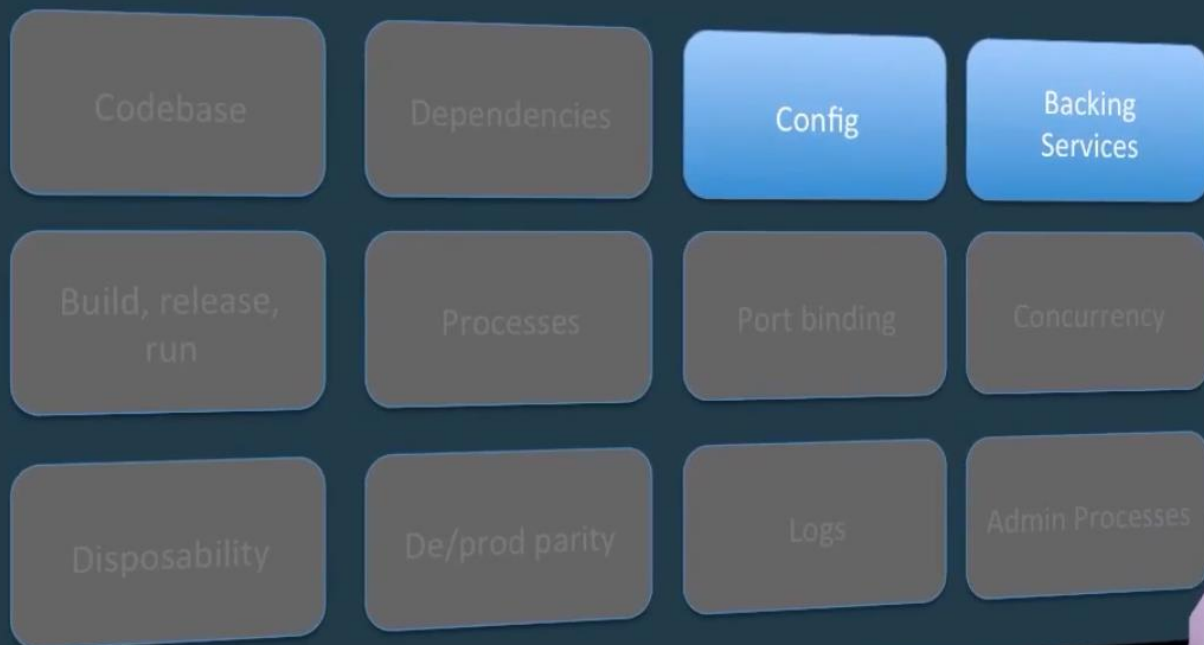 Codebase
Dependencies
Config
Backing
Services
Build, release,
run
Processes
Port binding
Concurrency
Disposability
De/prod parity
Logs
Admin Processes